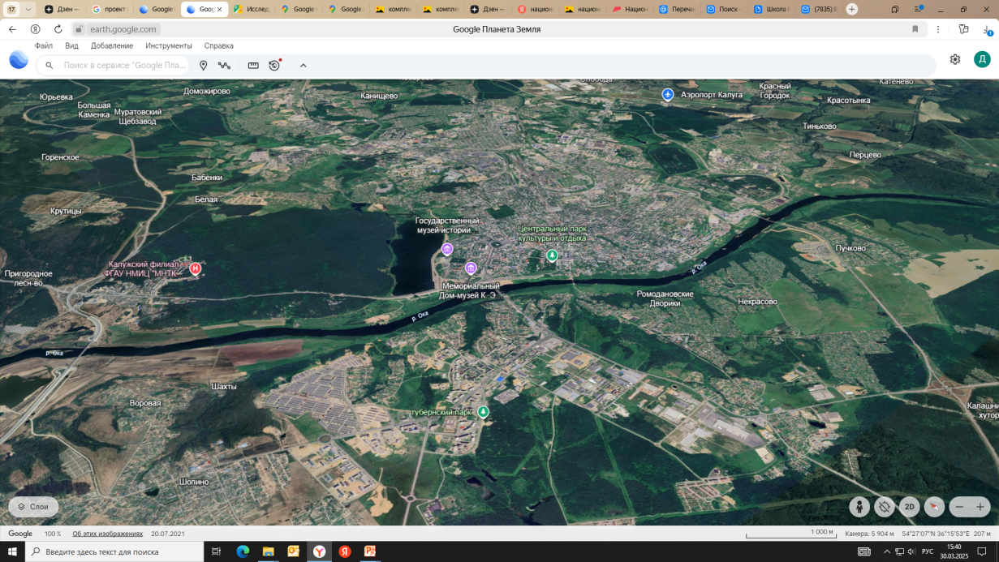 17
Дзен —
проект
Google
Goog
Исслед
Google
Google
компле
компле
Дзен —
национ
национ
Национ
Перече
Поиск -
Школа
(7835) В
earth.google.com
Google Планета Земля
Файл Вид Добавление Инструменты Справка
Поиск в сервисе "Google Пла...
Д
Слобода
Катенево
Юрьевка
Доможирово
Канищево
Аэропорт Калуга
Красный
Городок
Красотынка
Большая
Каменка
Муратовский
Щебзавод
Тиньково
Горенское
Перцево
Бабенки
Белая
Крутицы
Государственный
музей истории ...
Центральный парк
культуры и отдыха
Пучково
Калужский филиал
ФГАУ НМИЦ "МНТК...
H
р. Ока
Пригородное
лесн-во
Мемориальный
Дом-музей К. Э...
Ромодановские
Дворики
Некрасово
р. Ока
р. Ока
Шахты
Воровая
губернский парк
Калашни
хутор
Шопино
Слои
2D
Google 100 % Об этих изображениях 20.07.2021
1 000 м
Камера: 5 904 м 54°27'07"N 36°15'53"E 207 м
Введите здесь текст для поиска
РУС
15:40
30.03.2025